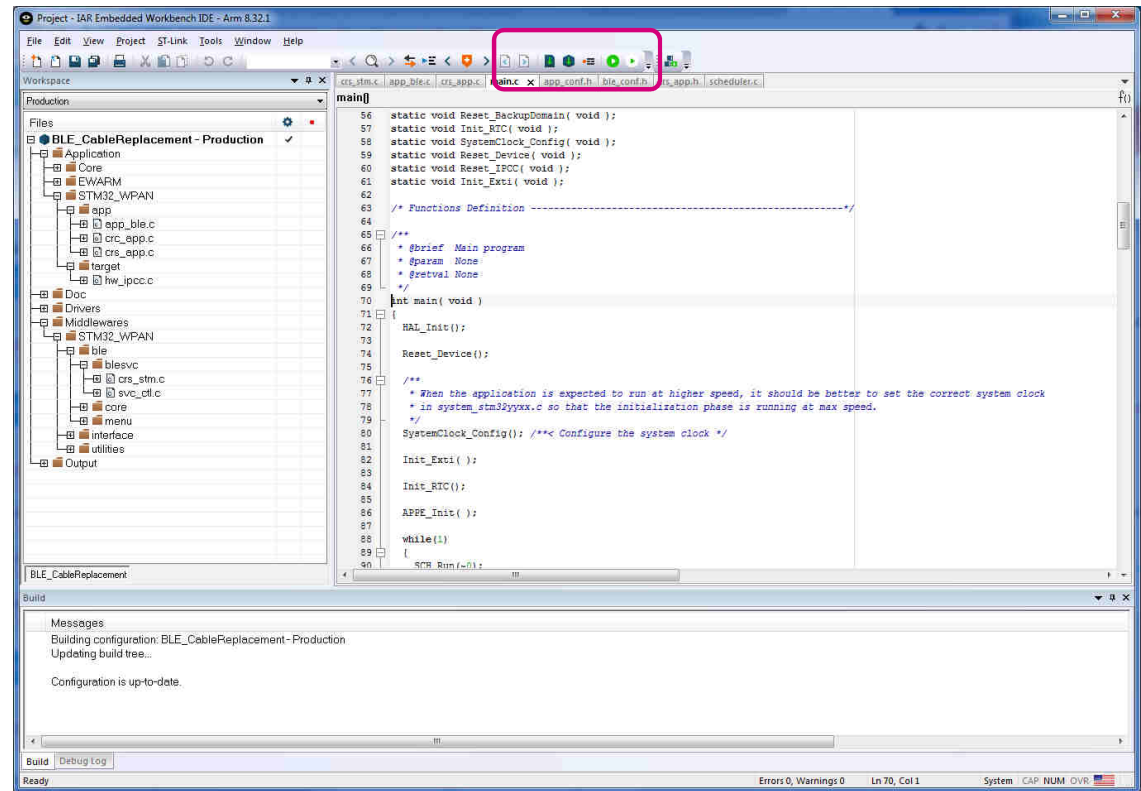 Project - IAR Embedded Workbench IDE - Arm 8.32.1
File Edit View Project ST-Link Tools Window Help
Workspace
crs_stm.c app_ble.c crs_app.c main.c x app_conf.h ble_conf.h crs_app.h scheduler.c
Production
main()
f()
Files
BLE_CableReplacement - Production
Application
Core
EWARM
STM32_WPAN
app
app_ble.c
crc_app.c
crs_app.c
target
hw_ipcc.c
Doc
Drivers
Middlewares
STM32_WPAN
ble
blesvc
crs_stm.c
svc_ctl.c
core
menu
interface
utilities
Output
BLE_CableReplacement
56 static void Reset_BackupDomain( void );
57 static void Init_RTC( void );
58 static void SystemClock_Config( void );
59 static void Reset_Device( void );
60 static void Reset_IPCC( void );
61 static void Init_Exti( void );
62
63 /* Functions Definition ------------------------------------------------------*/
64
65 /**
66 * @brief Main program
67 * @param None
68 * @retval None
69 */
70 int main( void )
71 {
72 HAL_Init();
73
74 Reset_Device();
75
76 /**
77 * When the application is expected to run at higher speed, it should be better to set the correct system clock
78 * in system_stm32yyxx.c so that the initialization phase is running at max speed.
79 */
80 SystemClock_Config(); /**< Configure the system clock */
81
82 Init_Exti( );
83
84 Init_RTC();
85
86 APPE_Init( );
87
88 while(1)
89 {
90 SCH_Run(~0);
Build
Messages
Building configuration: BLE_CableReplacement - Production
Updating build tree...
Configuration is up-to-date.
Build Debug Log
Ready
Errors 0, Warnings 0 Ln 70, Col 1 System CAP NUM OVR